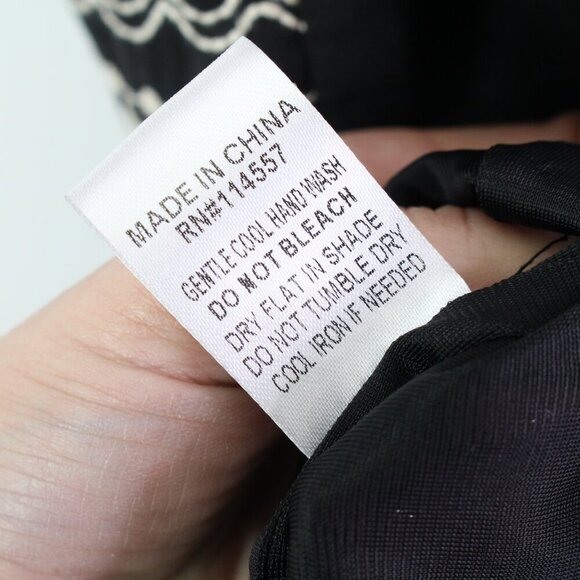 MADE IN CHINA
RN#114557
GENTLE COOL HAND WASH
DO NOT BLEACH
DRY FLAT IN SHADE
DO NOT TUMBLE DRY
COOL IRON IF NEEDED